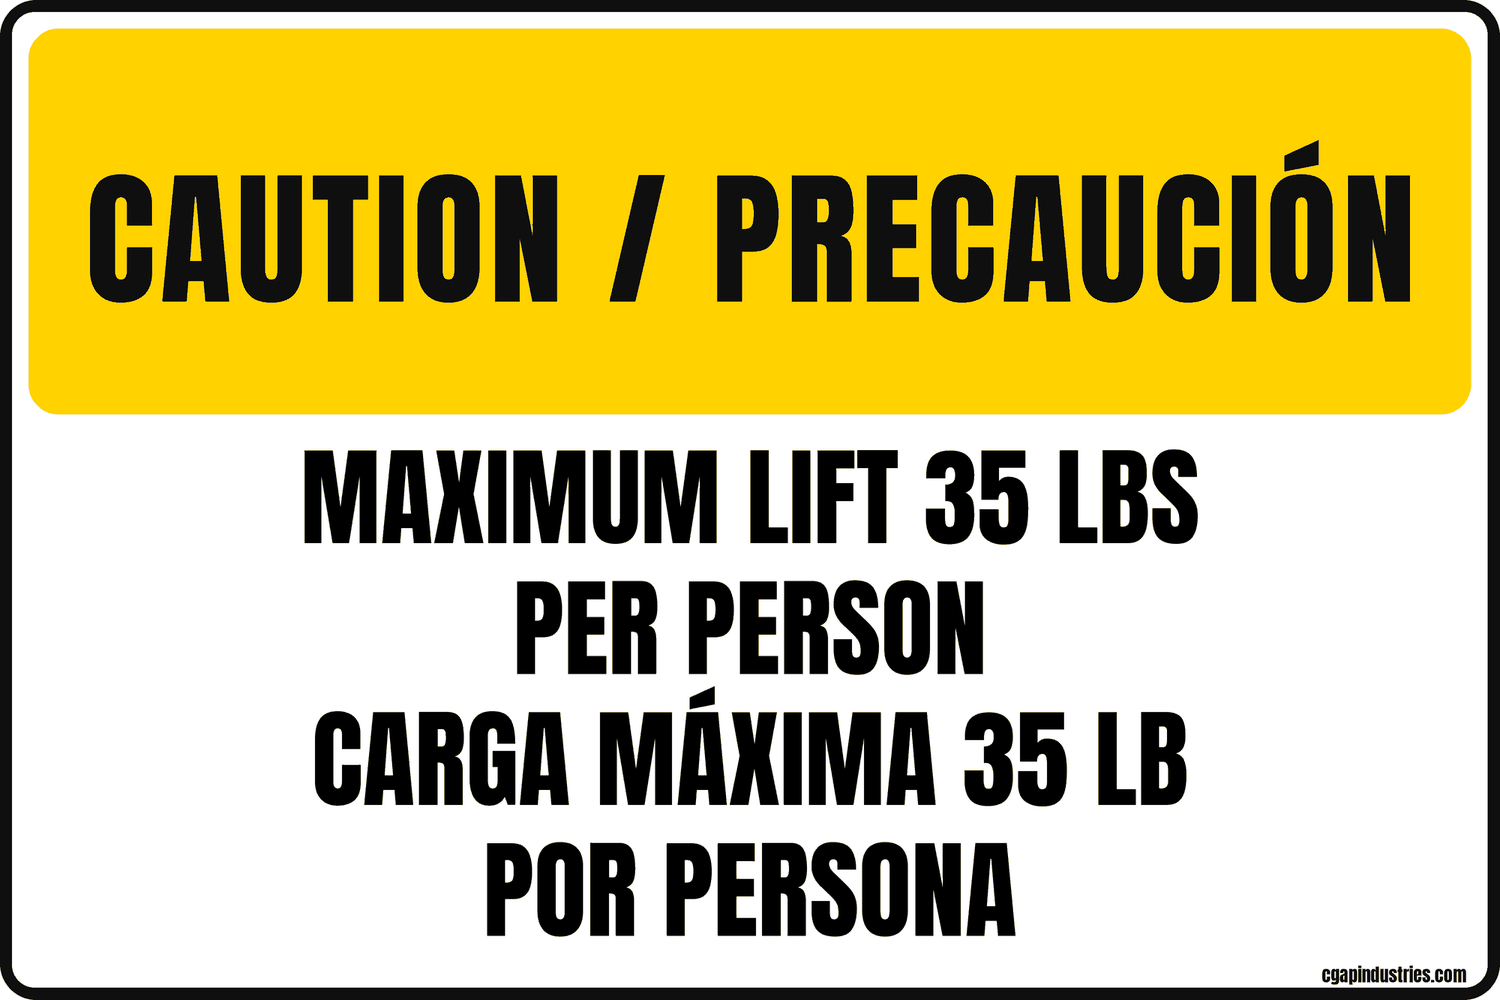 CAUTION / PRECAUCIÓN
MAXIMUM LIFT 35 LBS
PER PERSON
CARGA MÁXIMA 35 LB
POR PERSONA
cgapindustries.com